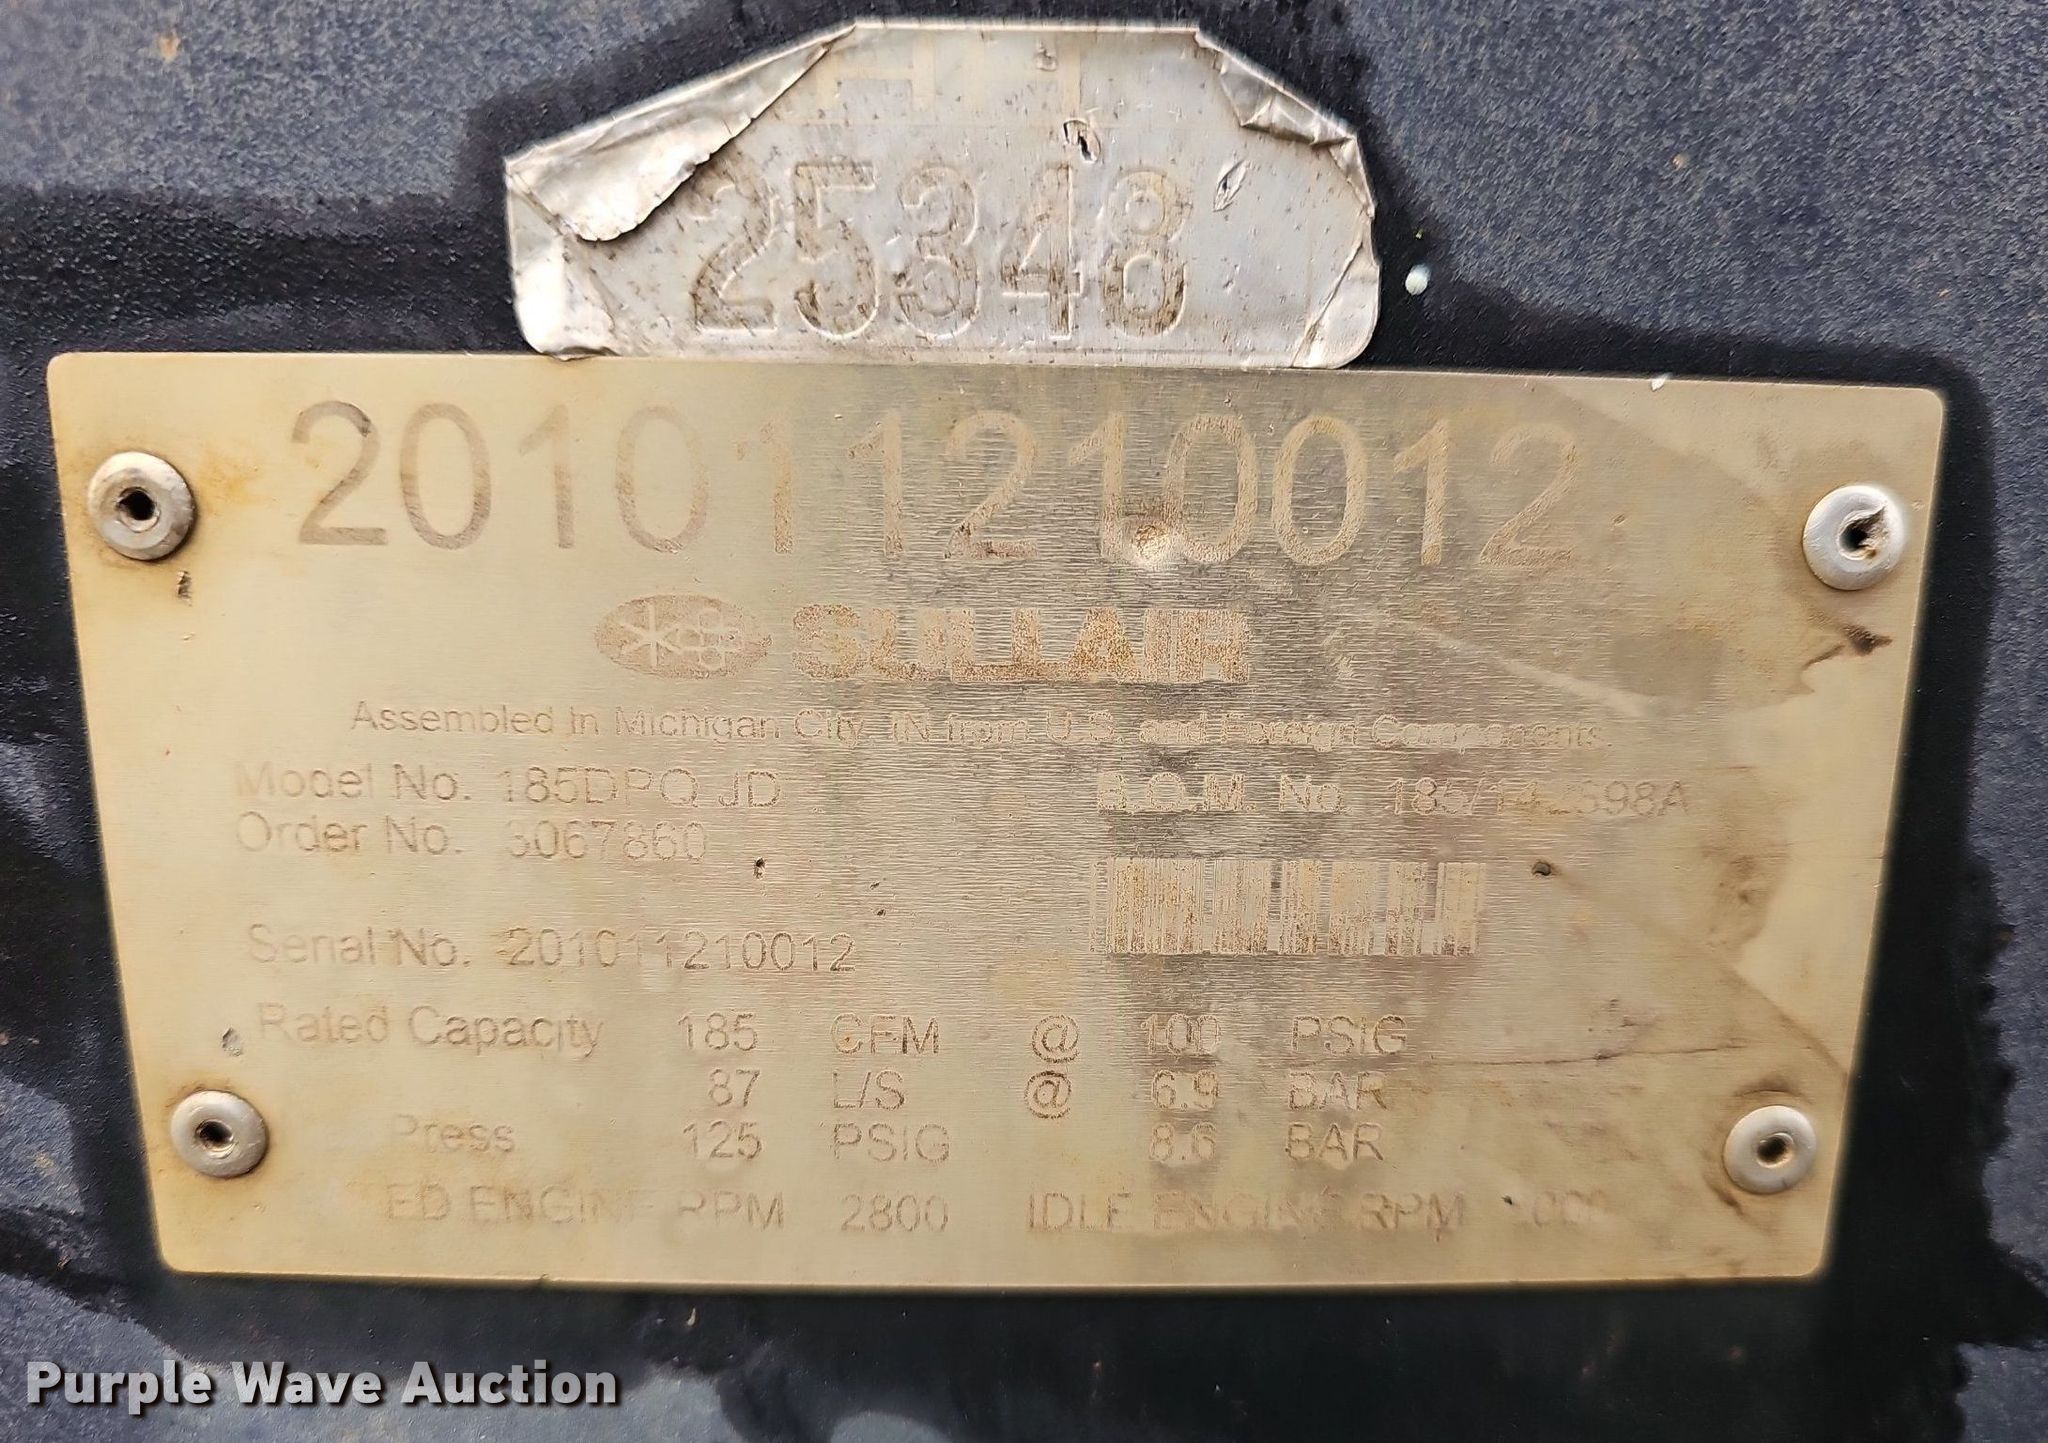 25348
201011210012
SULLAIR
Assembled in Michigan City, IN from U.S. and Foreign Components.
Model No. 185DPQ JD B.O.M. No.
Order No. 3067860
Serial No. 201011210012
Rated Capacity 185 CFM @ 100 PSIG
87 L/S @ 6.9 BAR
Press 125 PSIG 8.6 BAR
ENGINE RPM 2800 IDLE ENGINE RPM
Purple Wave Auction